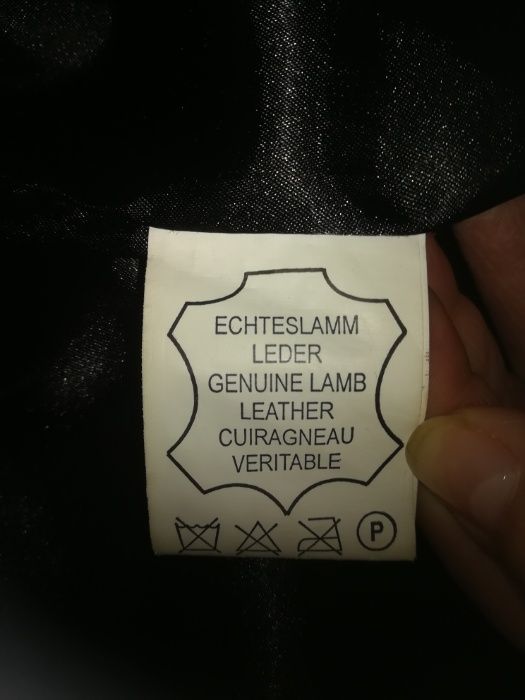 ECHTESLAMM
LEDER
GENUINE LAMB
LEATHER
CUIRAGNEAU
VERITABLE
P